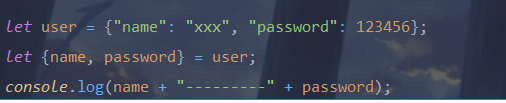 let user = {"name": "xxx", "password": 123456};
let {name, password} = user;
console.log(name + "---------" + password);